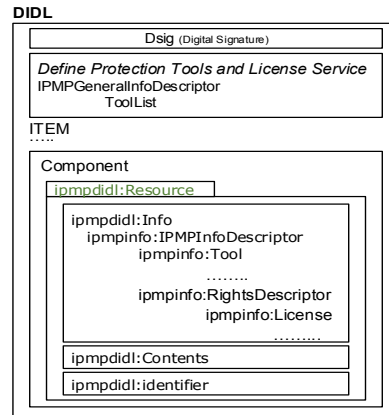 DIDL
Dsig (Digital Signature)
Define Protection Tools and License Service
IPMPGeneralInfoDescriptor
ToolList
ITEM
.....
Component
ipmpdidl:Resource
ipmpdidl:Info
ipmpinfo:IPMPInfoDescriptor
ipmpinfo:Tool
........
ipmpinfo:RightsDescriptor
ipmpinfo:License
.........
ipmpdidl:Contents
ipmpdidl:identifier